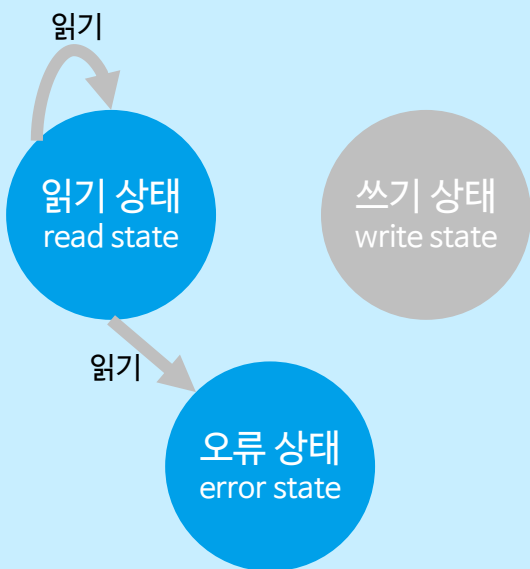 읽기
읽기 상태
read state
쓰기 상태
write state
읽기
오류 상태
error state